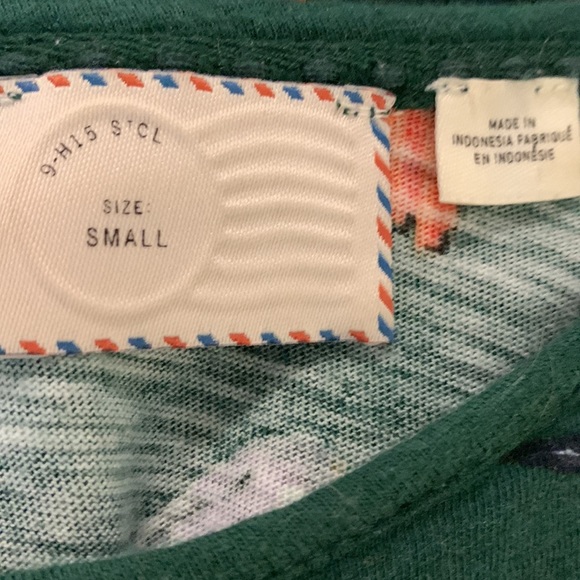 9-H15 STCL
SIZE:
SMALL
MADE IN
INDONESIA FABRIQUÉ
EN INDONÉSIE